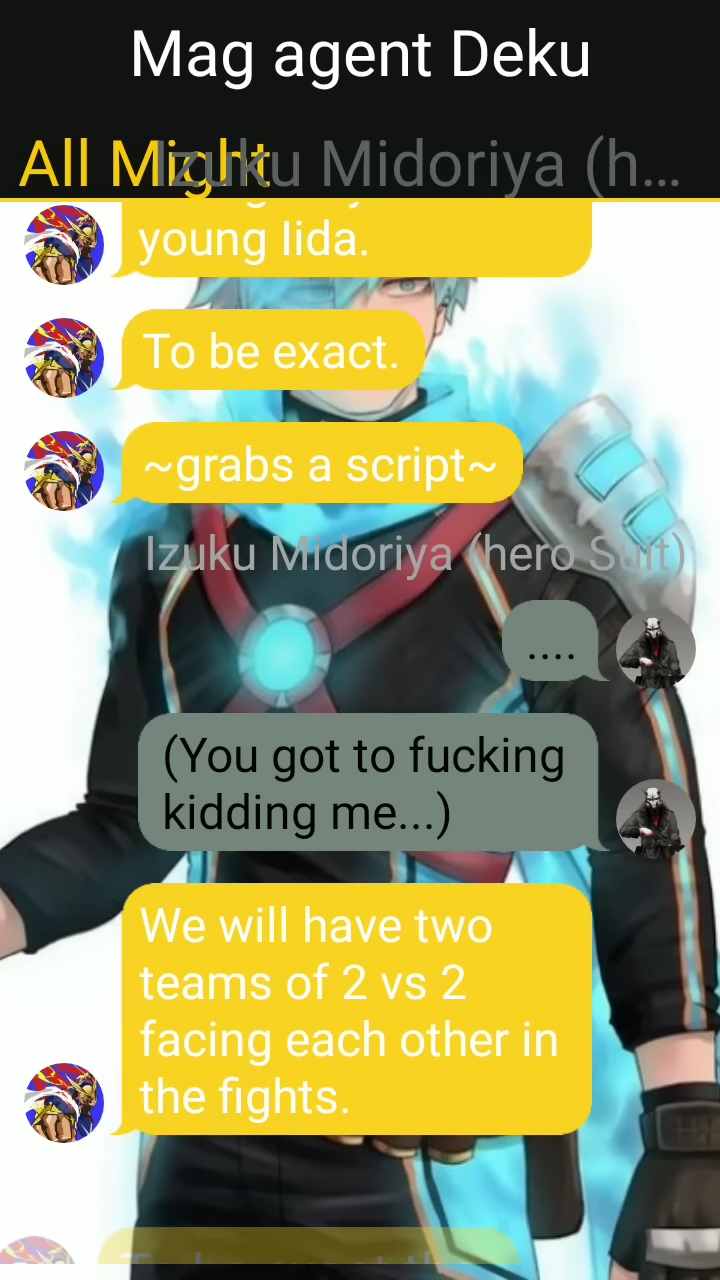 Mag agent Deku
All Might
Izuku Midoriya (h...
young Iida.
To be exact.
~grabs a script~
Izuku Midoriya (hero Suit)
....
(You got to fucking
kidding me...)
We will have two
teams of 2 vs 2
facing each other in
the fights.